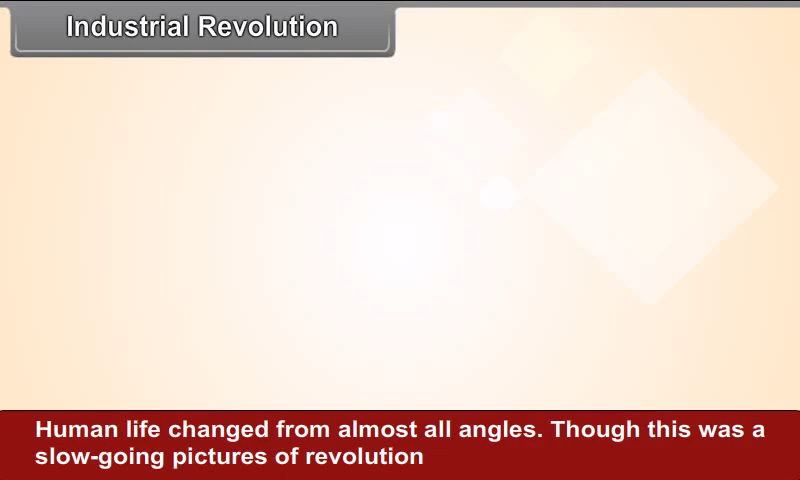 Industrial Revolution
Human life changed from almost all angles. Though this was a
slow-going pictures of revolution